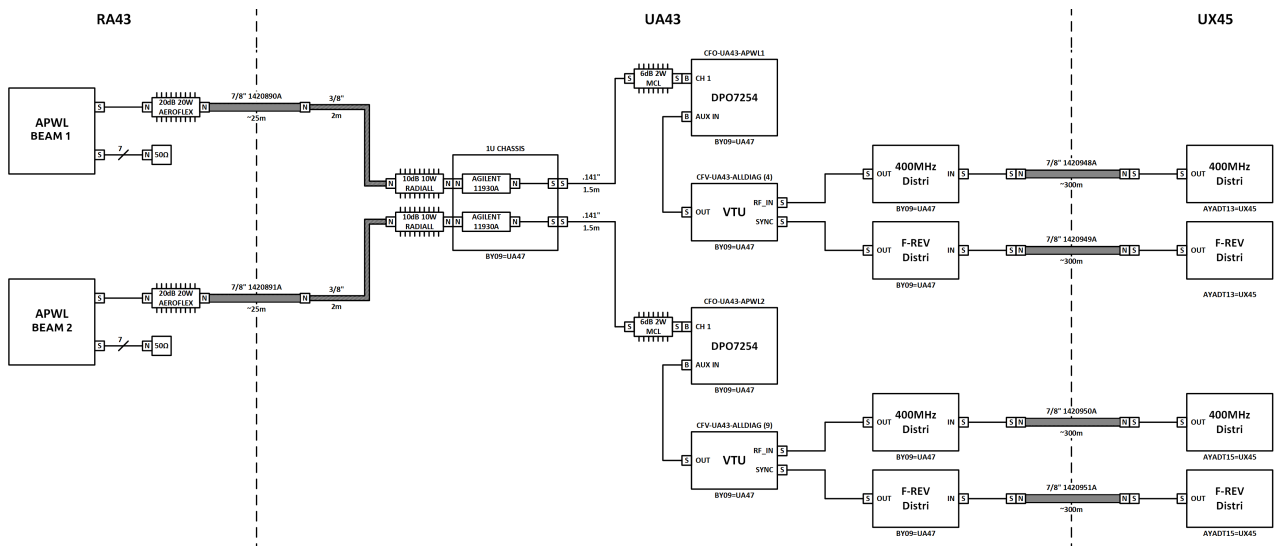 RA43
UA43
UX45
CFO-UA43-APWL1
APWL
BEAM 1
S
S
7
N
50Ω
20dB 20W
AEROFLEX
N
7/8" 1420890A
~25m
N
3/8"
2m
N
10dB 10W
RADIALL
N
N
1U CHASSIS
AGILENT
11930A
N
S
S
.141"
1.5m
S
6dB 2W
MCL
S
B
CH 1
DPO7254
B
AUX IN
BY09=UA47
CFV-UA43-ALLDIAG (4)
S
OUT
VTU
RF_IN
S
SYNC
S
BY09=UA47
S
OUT
400MHz
Distri
IN
S
BY09=UA47
S
N
7/8" 1420948A
~300m
N
S
S
OUT
400MHz
Distri
AYADT13=UX45
S
OUT
F-REV
Distri
IN
S
BY09=UA47
S
N
7/8" 1420949A
~300m
N
S
S
OUT
F-REV
Distri
AYADT13=UX45
APWL
BEAM 2
S
S
7
N
50Ω
20dB 20W
AEROFLEX
N
7/8" 1420891A
~25m
N
3/8"
2m
N
10dB 10W
RADIALL
N
N
AGILENT
11930A
N
S
S
BY09=UA47
.141"
1.5m
CFO-UA43-APWL2
S
6dB 2W
MCL
S
B
CH 1
DPO7254
B
AUX IN
BY09=UA47
CFV-UA43-ALLDIAG (9)
S
OUT
VTU
RF_IN
S
SYNC
S
BY09=UA47
S
OUT
400MHz
Distri
IN
S
BY09=UA47
S
N
7/8" 1420950A
~300m
N
S
S
OUT
400MHz
Distri
AYADT15=UX45
S
OUT
F-REV
Distri
IN
S
BY09=UA47
S
N
7/8" 1420951A
~300m
N
S
S
OUT
F-REV
Distri
AYADT15=UX45